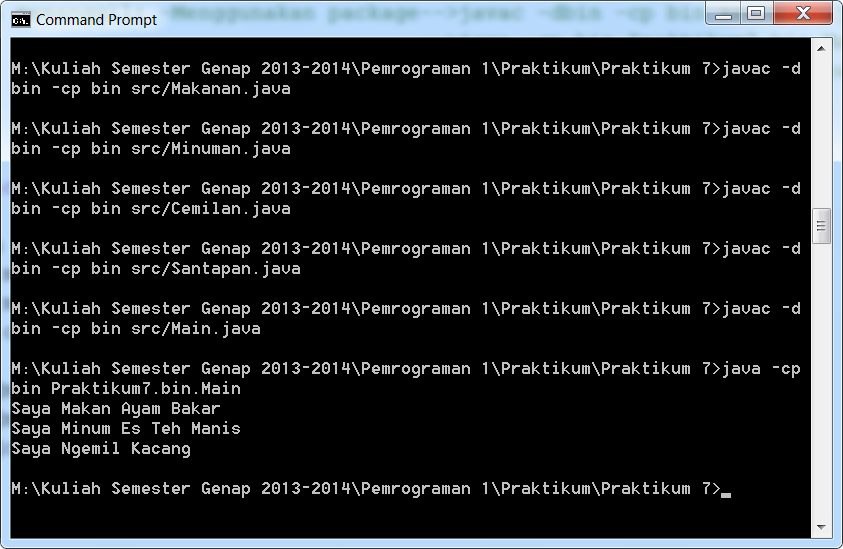 -Menggunakan package-->javac -dbin -cp bin
Command Prompt
M:\Kuliah Semester Genap 2013-2014\Pemrograman 1\Praktikum\Praktikum 7>javac -d
bin -cp bin src/Makanan.java
M:\Kuliah Semester Genap 2013-2014\Pemrograman 1\Praktikum\Praktikum 7>javac -d
bin -cp bin src/Minuman.java
M:\Kuliah Semester Genap 2013-2014\Pemrograman 1\Praktikum\Praktikum 7>javac -d
bin -cp bin src/Cemilan.java
M:\Kuliah Semester Genap 2013-2014\Pemrograman 1\Praktikum\Praktikum 7>javac -d
bin -cp bin src/Santapan.java
M:\Kuliah Semester Genap 2013-2014\Pemrograman 1\Praktikum\Praktikum 7>javac -d
bin -cp bin src/Main.java
M:\Kuliah Semester Genap 2013-2014\Pemrograman 1\Praktikum\Praktikum 7>java -cp
bin Praktikum7.bin.Main
Saya Makan Ayam Bakar
Saya Minum Es Teh Manis
Saya Ngemil Kacang
M:\Kuliah Semester Genap 2013-2014\Pemrograman 1\Praktikum\Praktikum 7>